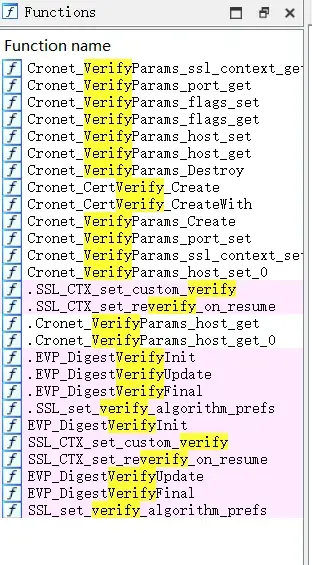 Functions
Function name
Cronet_VerifyParams_ssl_context_get
Cronet_VerifyParams_port_get
Cronet_VerifyParams_flags_set
Cronet_VerifyParams_flags_get
Cronet_VerifyParams_host_set
Cronet_VerifyParams_host_get
Cronet_VerifyParams_Destroy
Cronet_CertVerify_Create
Cronet_CertVerify_CreateWith
Cronet_VerifyParams_Create
Cronet_VerifyParams_port_set
Cronet_VerifyParams_ssl_context_set
Cronet_VerifyParams_host_set_0
.SSL_CTX_set_custom_verify
.SSL_CTX_set_reverify_on_resume
.Cronet_VerifyParams_host_get
.Cronet_VerifyParams_host_get_0
.EVP_DigestVerifyInit
.EVP_DigestVerifyUpdate
.EVP_DigestVerifyFinal
.SSL_set_verify_algorithm_prefs
EVP_DigestVerifyInit
SSL_CTX_set_custom_verify
SSL_CTX_set_reverify_on_resume
EVP_DigestVerifyUpdate
EVP_DigestVerifyFinal
SSL_set_verify_algorithm_prefs